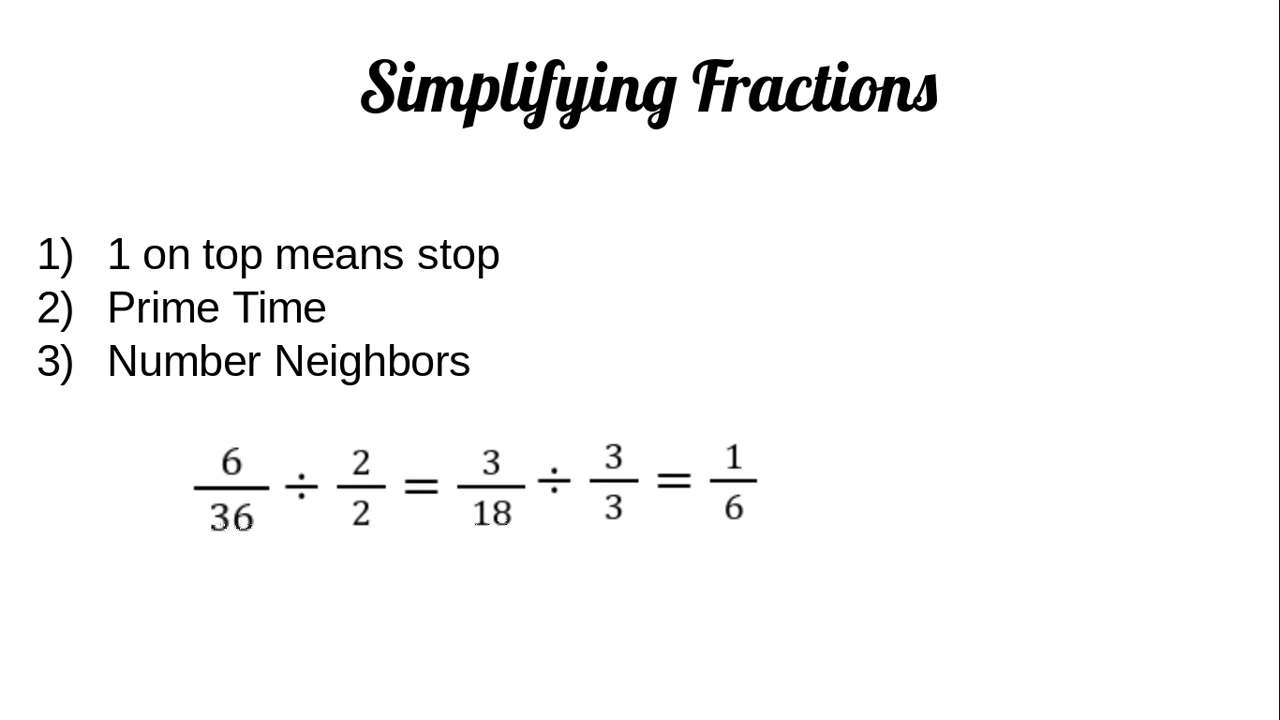 Simplifying Fractions
1) 1 on top means stop
2) Prime Time
3) Number Neighbors
6/36 ÷ 2/2 = 3/18 ÷ 3/3 = 1/6